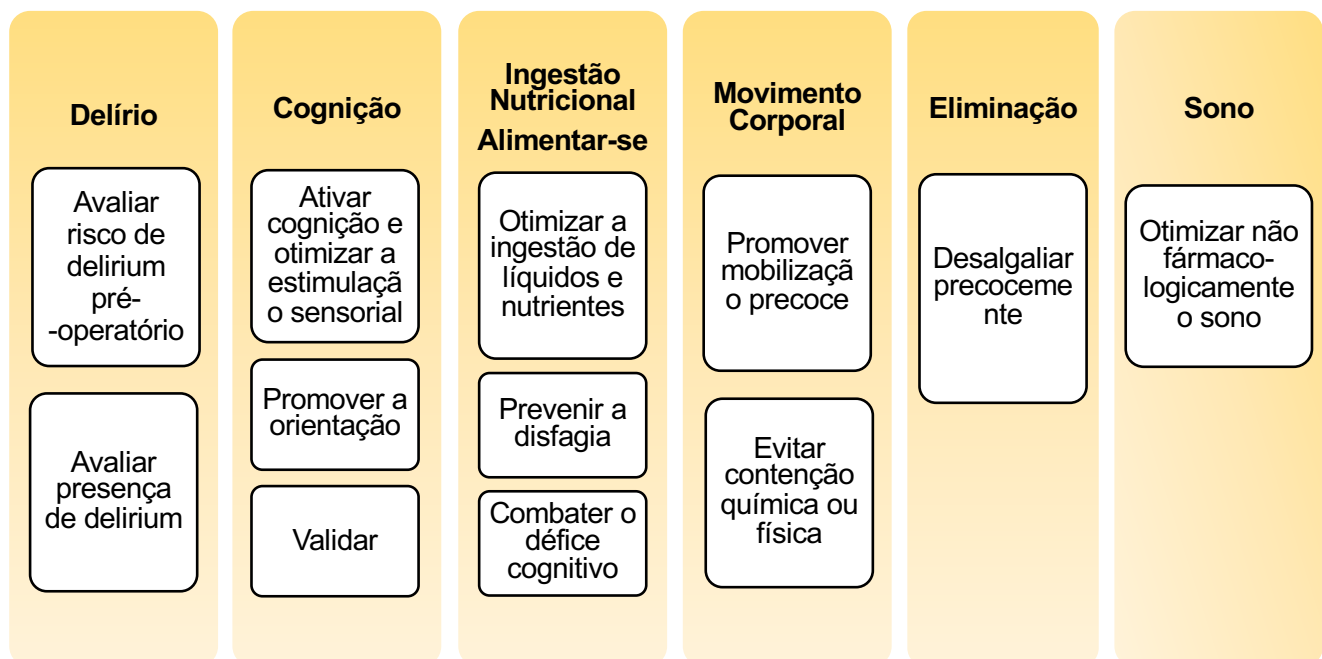 Delírio
Avaliar
risco de
delirium
pré-
-operatório
Avaliar
presença
de delirium
Cognição
Ativar
cognição e
otimizar a
estimulaçã
o sensorial
Promover a
orientação
Validar
Ingestão
Nutricional
Alimentar-se
Otimizar a
ingestão de
líquidos e
nutrientes
Prevenir a
disfagia
Combater o
défice
cognitivo
Movimento
Corporal
Promover
mobilizaçã
o precoce
Evitar
contenção
química ou
física
Eliminação
Desalgaliar
precoceme
nte
Sono
Otimizar não
fármaco-
logicamente
o sono